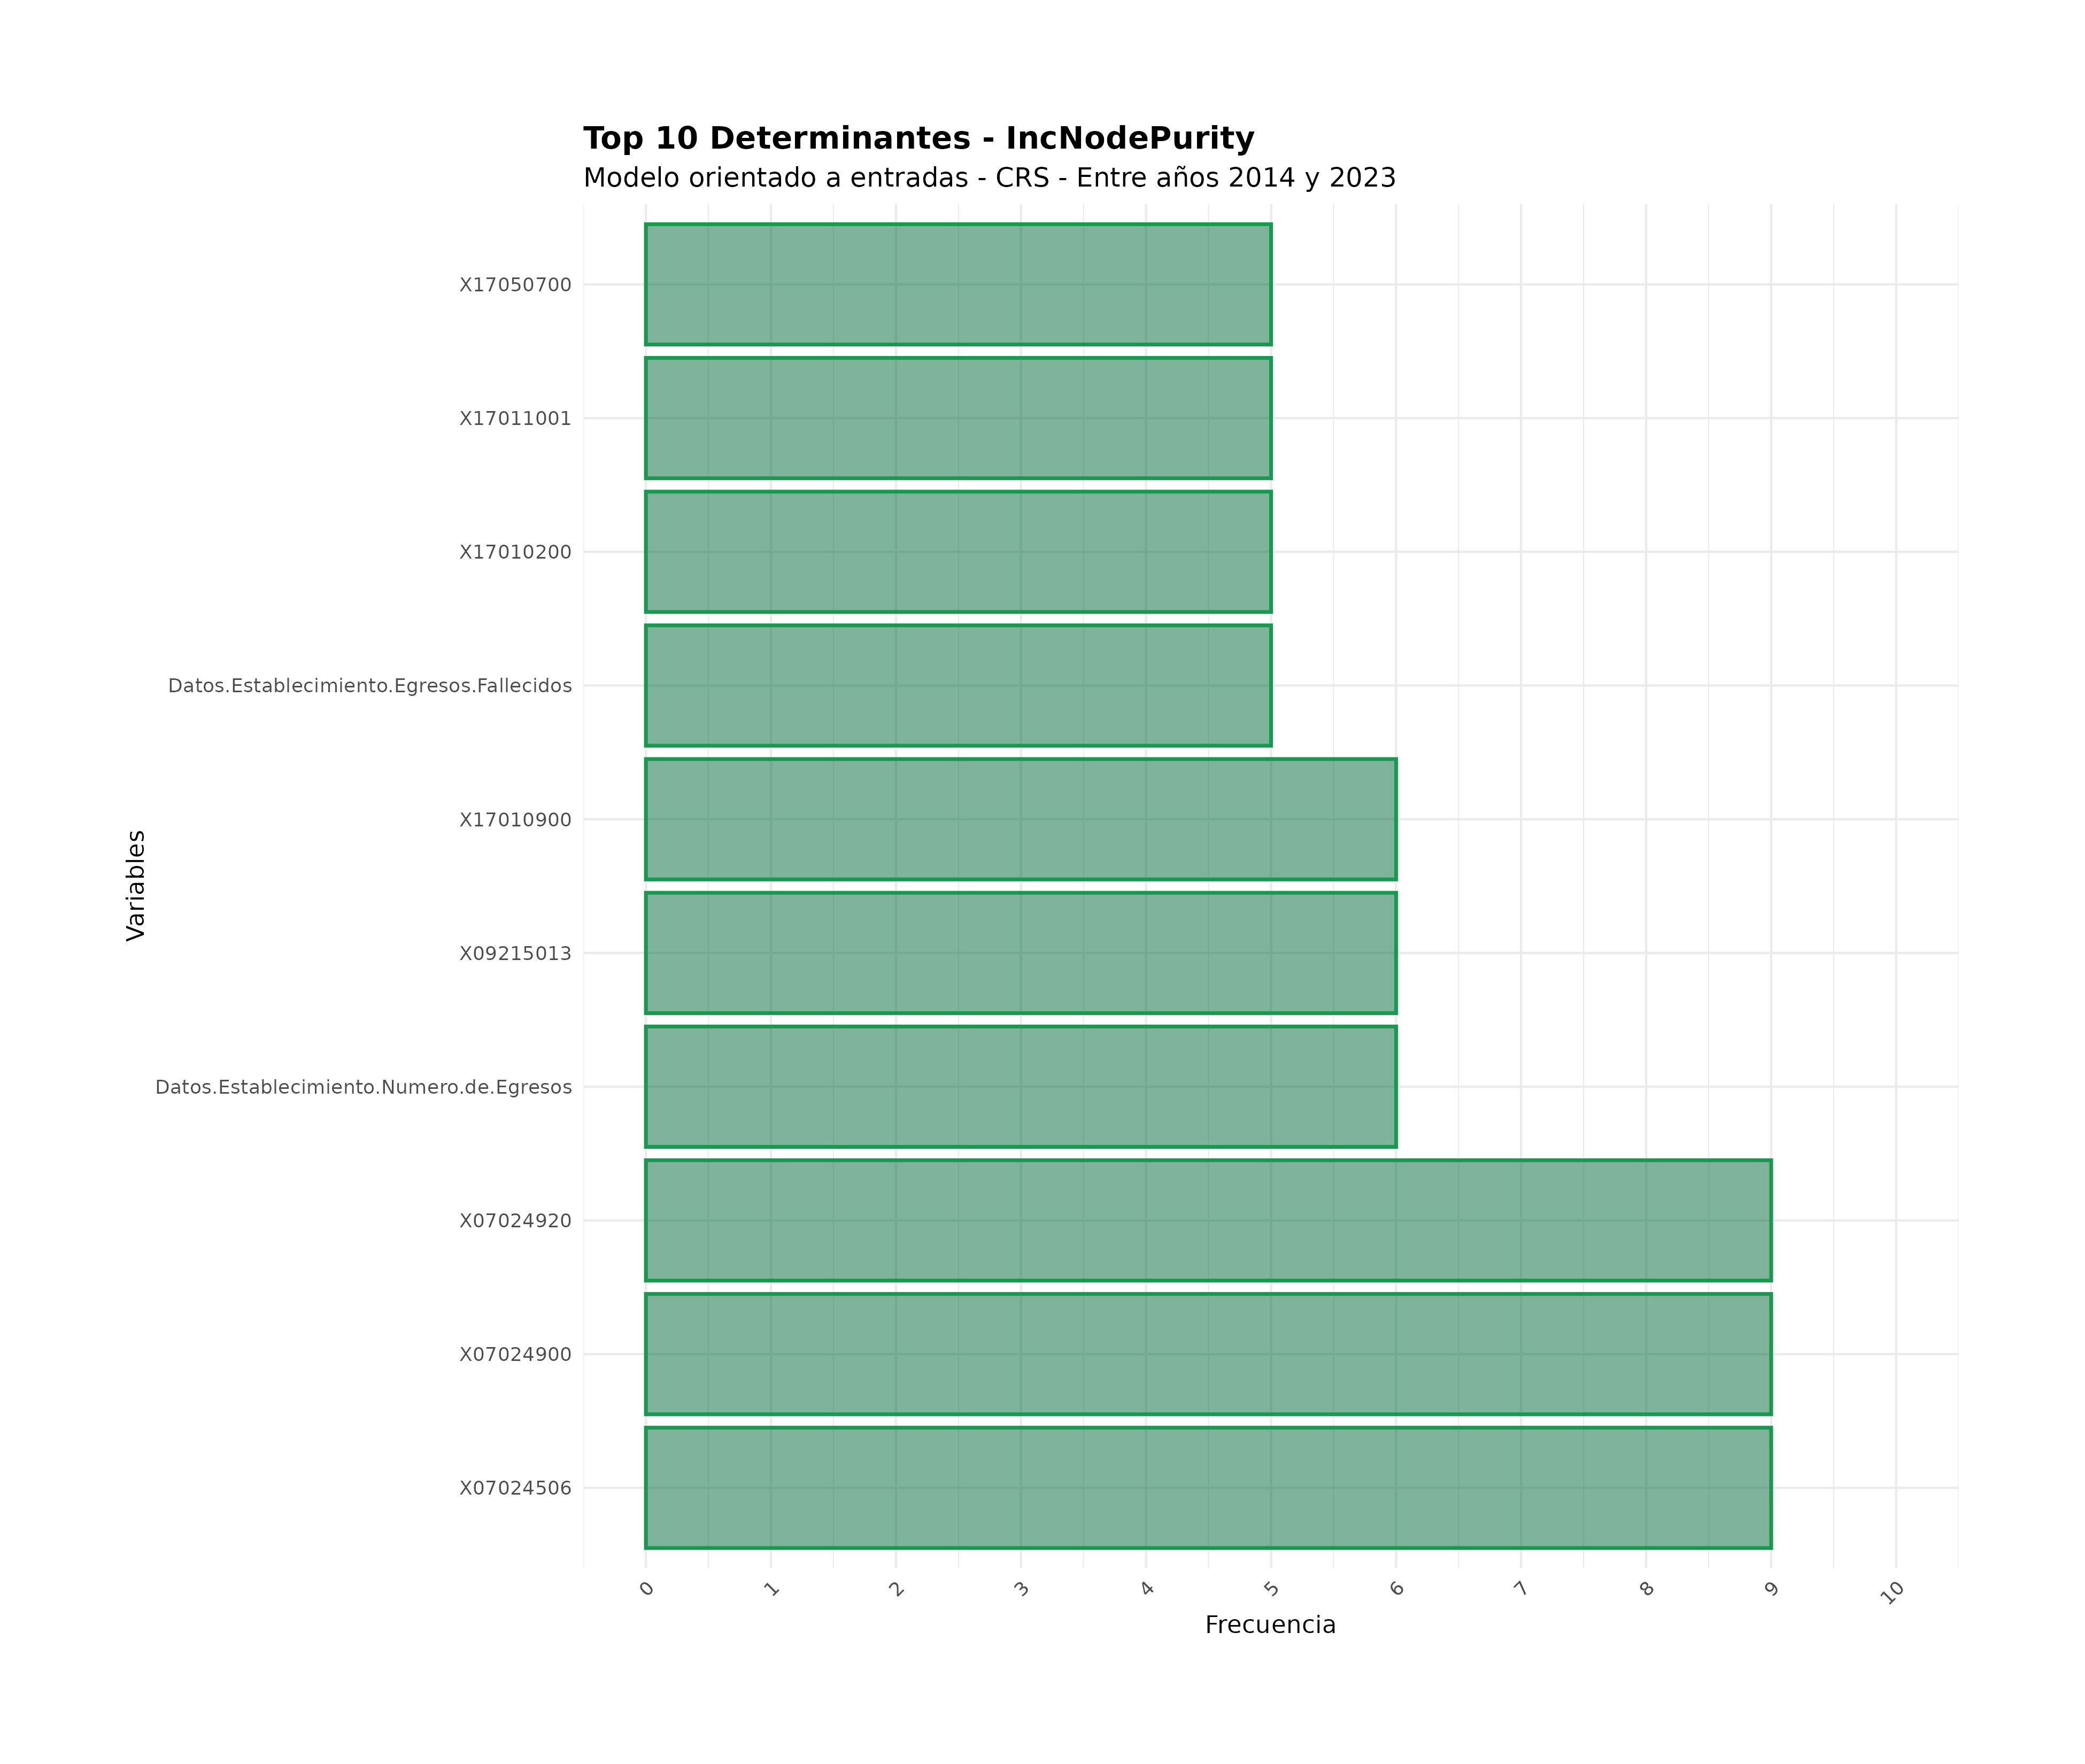 Top 10 Determinantes - IncNodePurity
Modelo orientado a entradas - CRS - Entre años 2014 y 2023
Variables
X17050700
X17011001
X17010200
Datos.Establecimiento.Egresos.Fallecidos
X17010900
X09215013
Datos.Establecimiento.Numero.de.Egresos
X07024920
X07024900
X07024506
0 1 2 3 4 5 6 7 8 9 10
Frecuencia